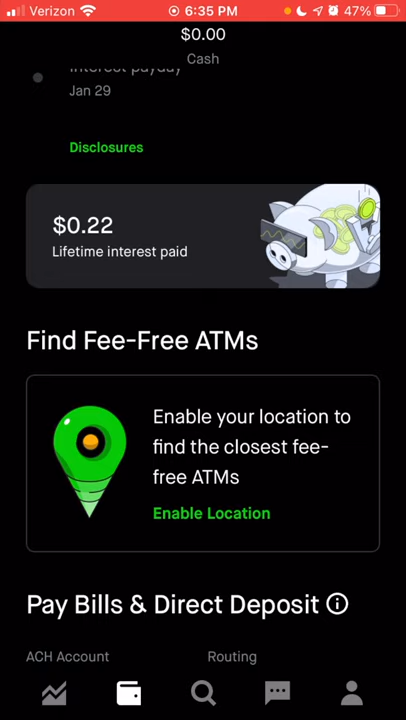 Verizon 6:35 PM 47%
$0.00
Cash
Interest payday
Jan 29
Disclosures
$0.22
Lifetime interest paid
Find Fee-Free ATMs
Enable your location to
find the closest fee-
free ATMs
Enable Location
Pay Bills & Direct Deposit
ACH Account Routing